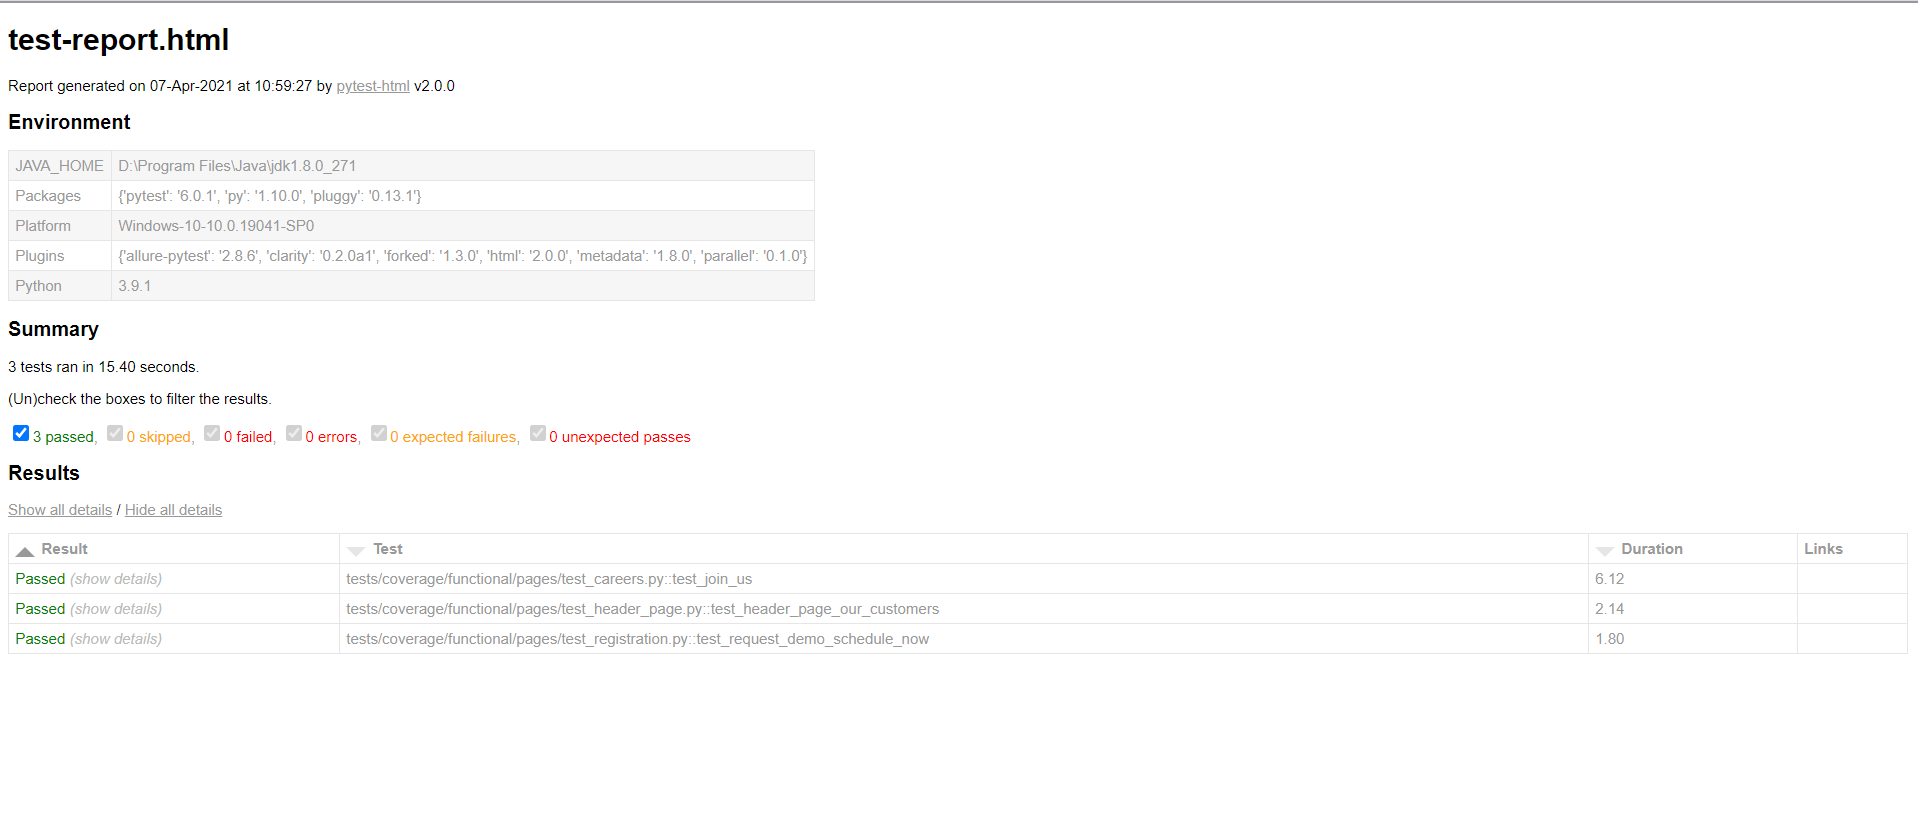 test-report.html
Report generated on 07-Apr-2021 at 10:59:27 by pytest-html v2.0.0
Environment
JAVA_HOME D:\Program Files\Java\jdk1.8.0_271
Packages {'pytest': '6.0.1', 'py': '1.10.0', 'pluggy': '0.13.1'}
Platform Windows-10-10.0.19041-SP0
Plugins {'allure-pytest': '2.8.6', 'clarity': '0.2.0a1', 'forked': '1.3.0', 'html': '2.0.0', 'metadata': '1.8.0', 'parallel': '0.1.0'}
Python 3.9.1
Summary
3 tests ran in 15.40 seconds.
(Un)check the boxes to filter the results.
3 passed, 0 skipped, 0 failed, 0 errors, 0 expected failures, 0 unexpected passes
Results
Show all details / Hide all details
Result Test Duration Links
Passed (show details) tests/coverage/functional/pages/test_careers.py::test_join_us 6.12
Passed (show details) tests/coverage/functional/pages/test_header_page.py::test_header_page_our_customers 2.14
Passed (show details) tests/coverage/functional/pages/test_registration.py::test_request_demo_schedule_now 1.80